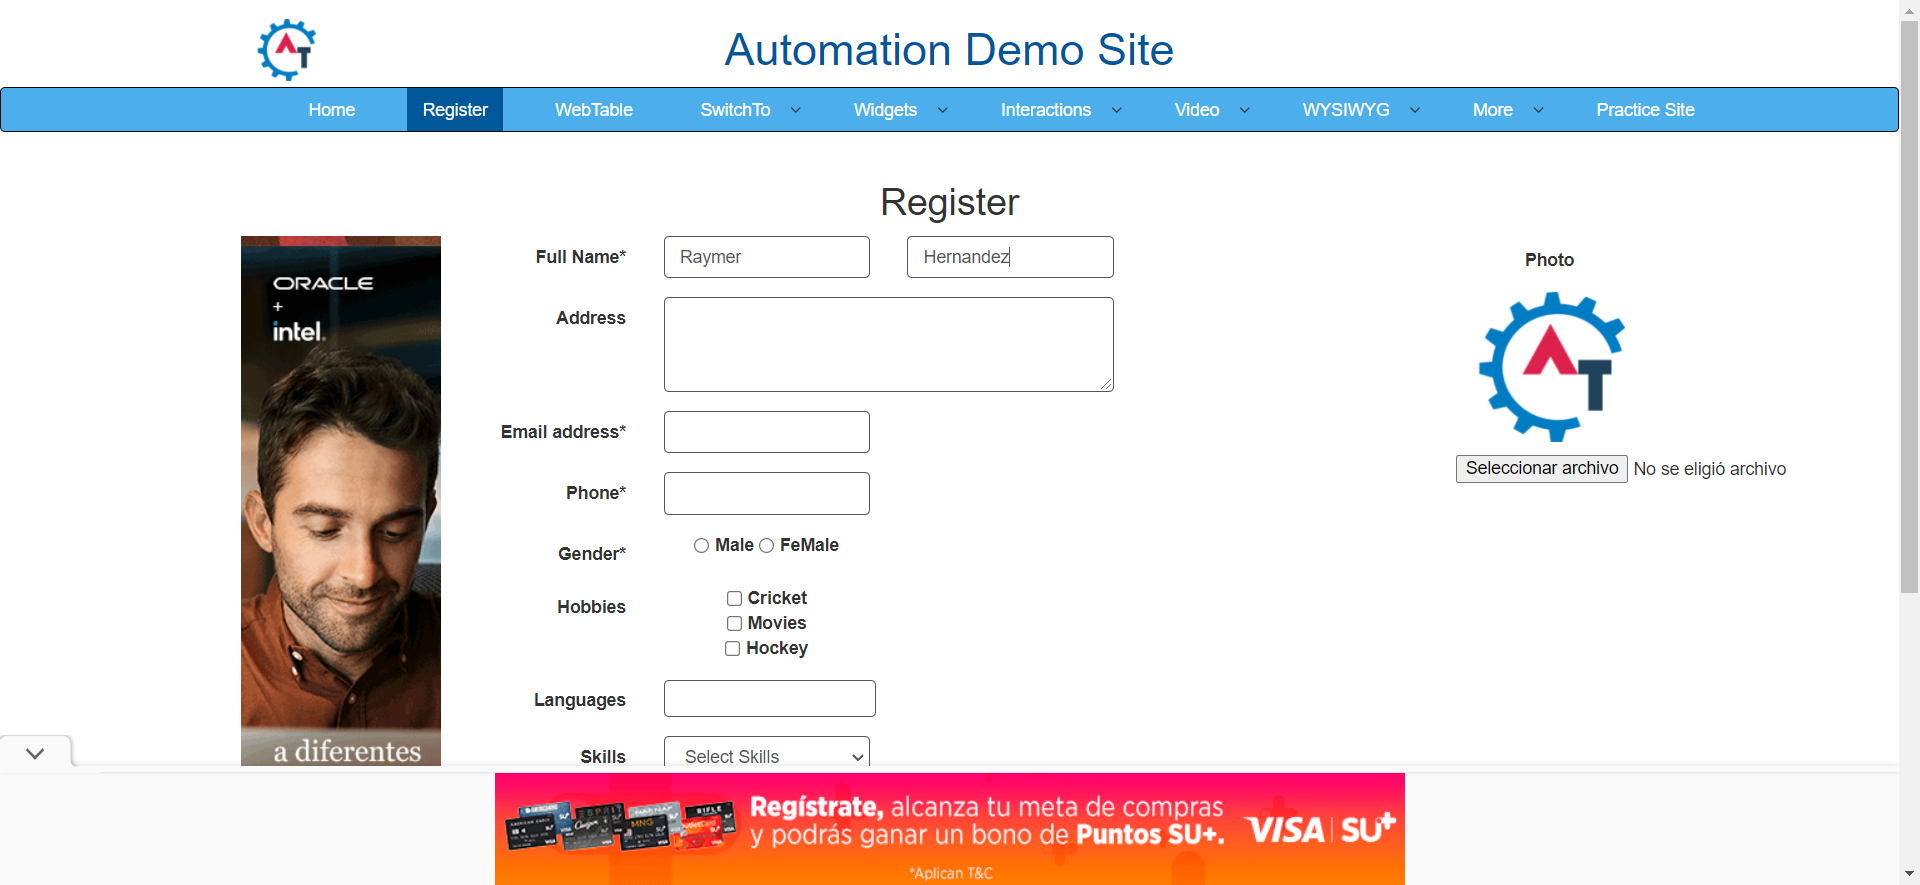 AT
Automation Demo Site
Home Register WebTable SwitchTo Widgets Interactions Video WYSIWYG More Practice Site
Register
ORACLE
+
intel.
a diferentes
Full Name* Raymer Hernandez
Address
Email address*
Phone*
Gender* Male FeMale
Hobbies Cricket
Movies
Hockey
Languages
Skills Select Skills
Photo
AT
Seleccionar archivo No se eligió archivo
Regístrate, alcanza tu meta de compras
y podrás ganar un bono de Puntos SU+.
*Aplican T&C
VISA SU+